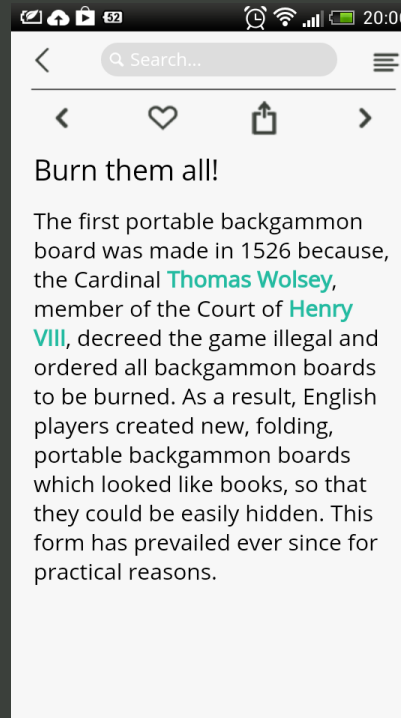 52
20:0
Search...
Burn them all!
The first portable backgammon
board was made in 1526 because,
the Cardinal Thomas Wolsey,
member of the Court of Henry
VIII, decreed the game illegal and
ordered all backgammon boards
to be burned. As a result, English
players created new, folding,
portable backgammon boards
which looked like books, so that
they could be easily hidden. This
form has prevailed ever since for
practical reasons.